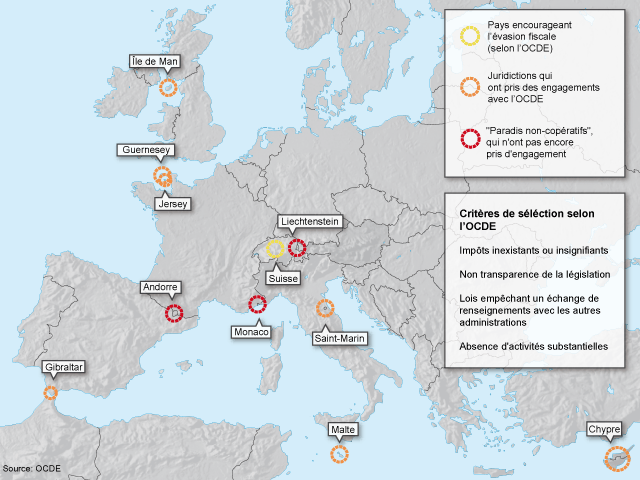 Pays encourageant
l'évasion fiscale
(selon l'OCDE)
Juridictions qui
ont pris des engagements
avec l'OCDE
"Paradis non-copératifs",
qui n'ont pas encore
pris d'engagement
Critères de séléction selon
l'OCDE
Impôts inexistants ou insignifiants
Non transparence de la législation
Lois empêchant un échange de
renseignements avec les autres
administrations
Absence d'activités substantielles
Île de Man
Guernesey
Jersey
Liechtenstein
Suisse
Andorre
Monaco
Saint-Marin
Gibraltar
Malte
Chypre
Source: OCDE